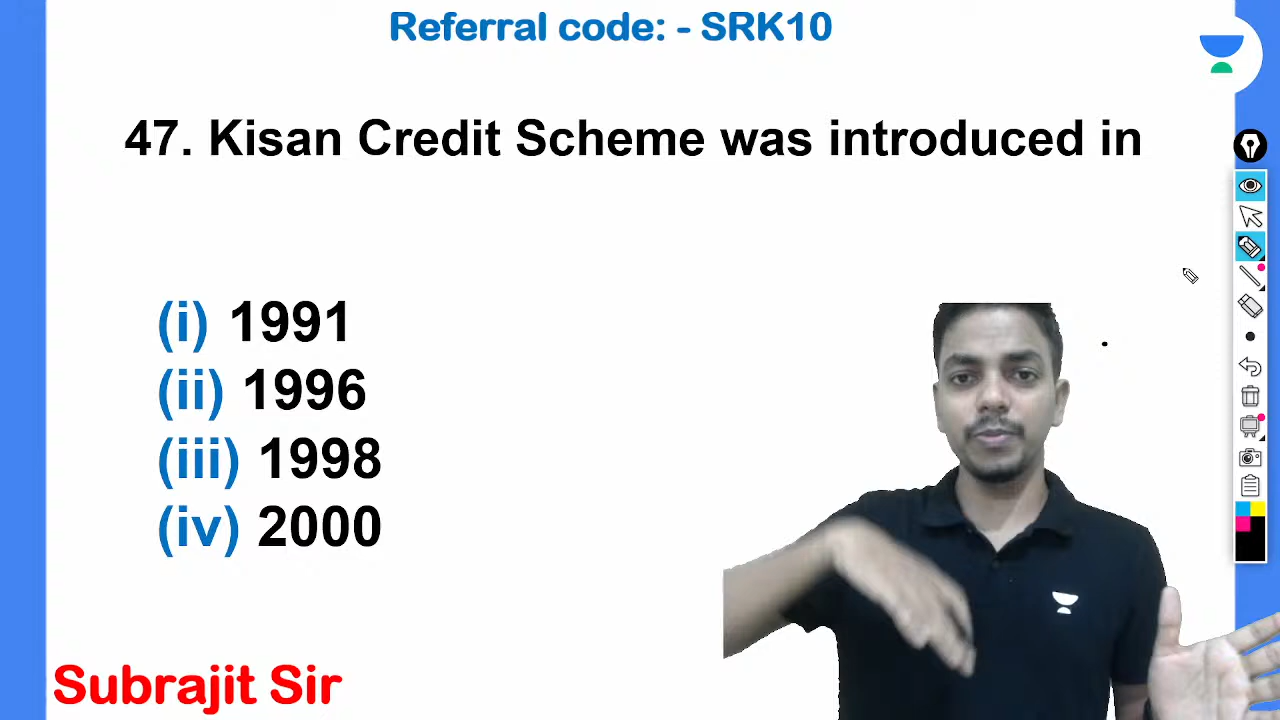 Referral code: - SRK10
47. Kisan Credit Scheme was introduced in
(i) 1991
(ii) 1996
(iii) 1998
(iv) 2000
Subrajit Sir